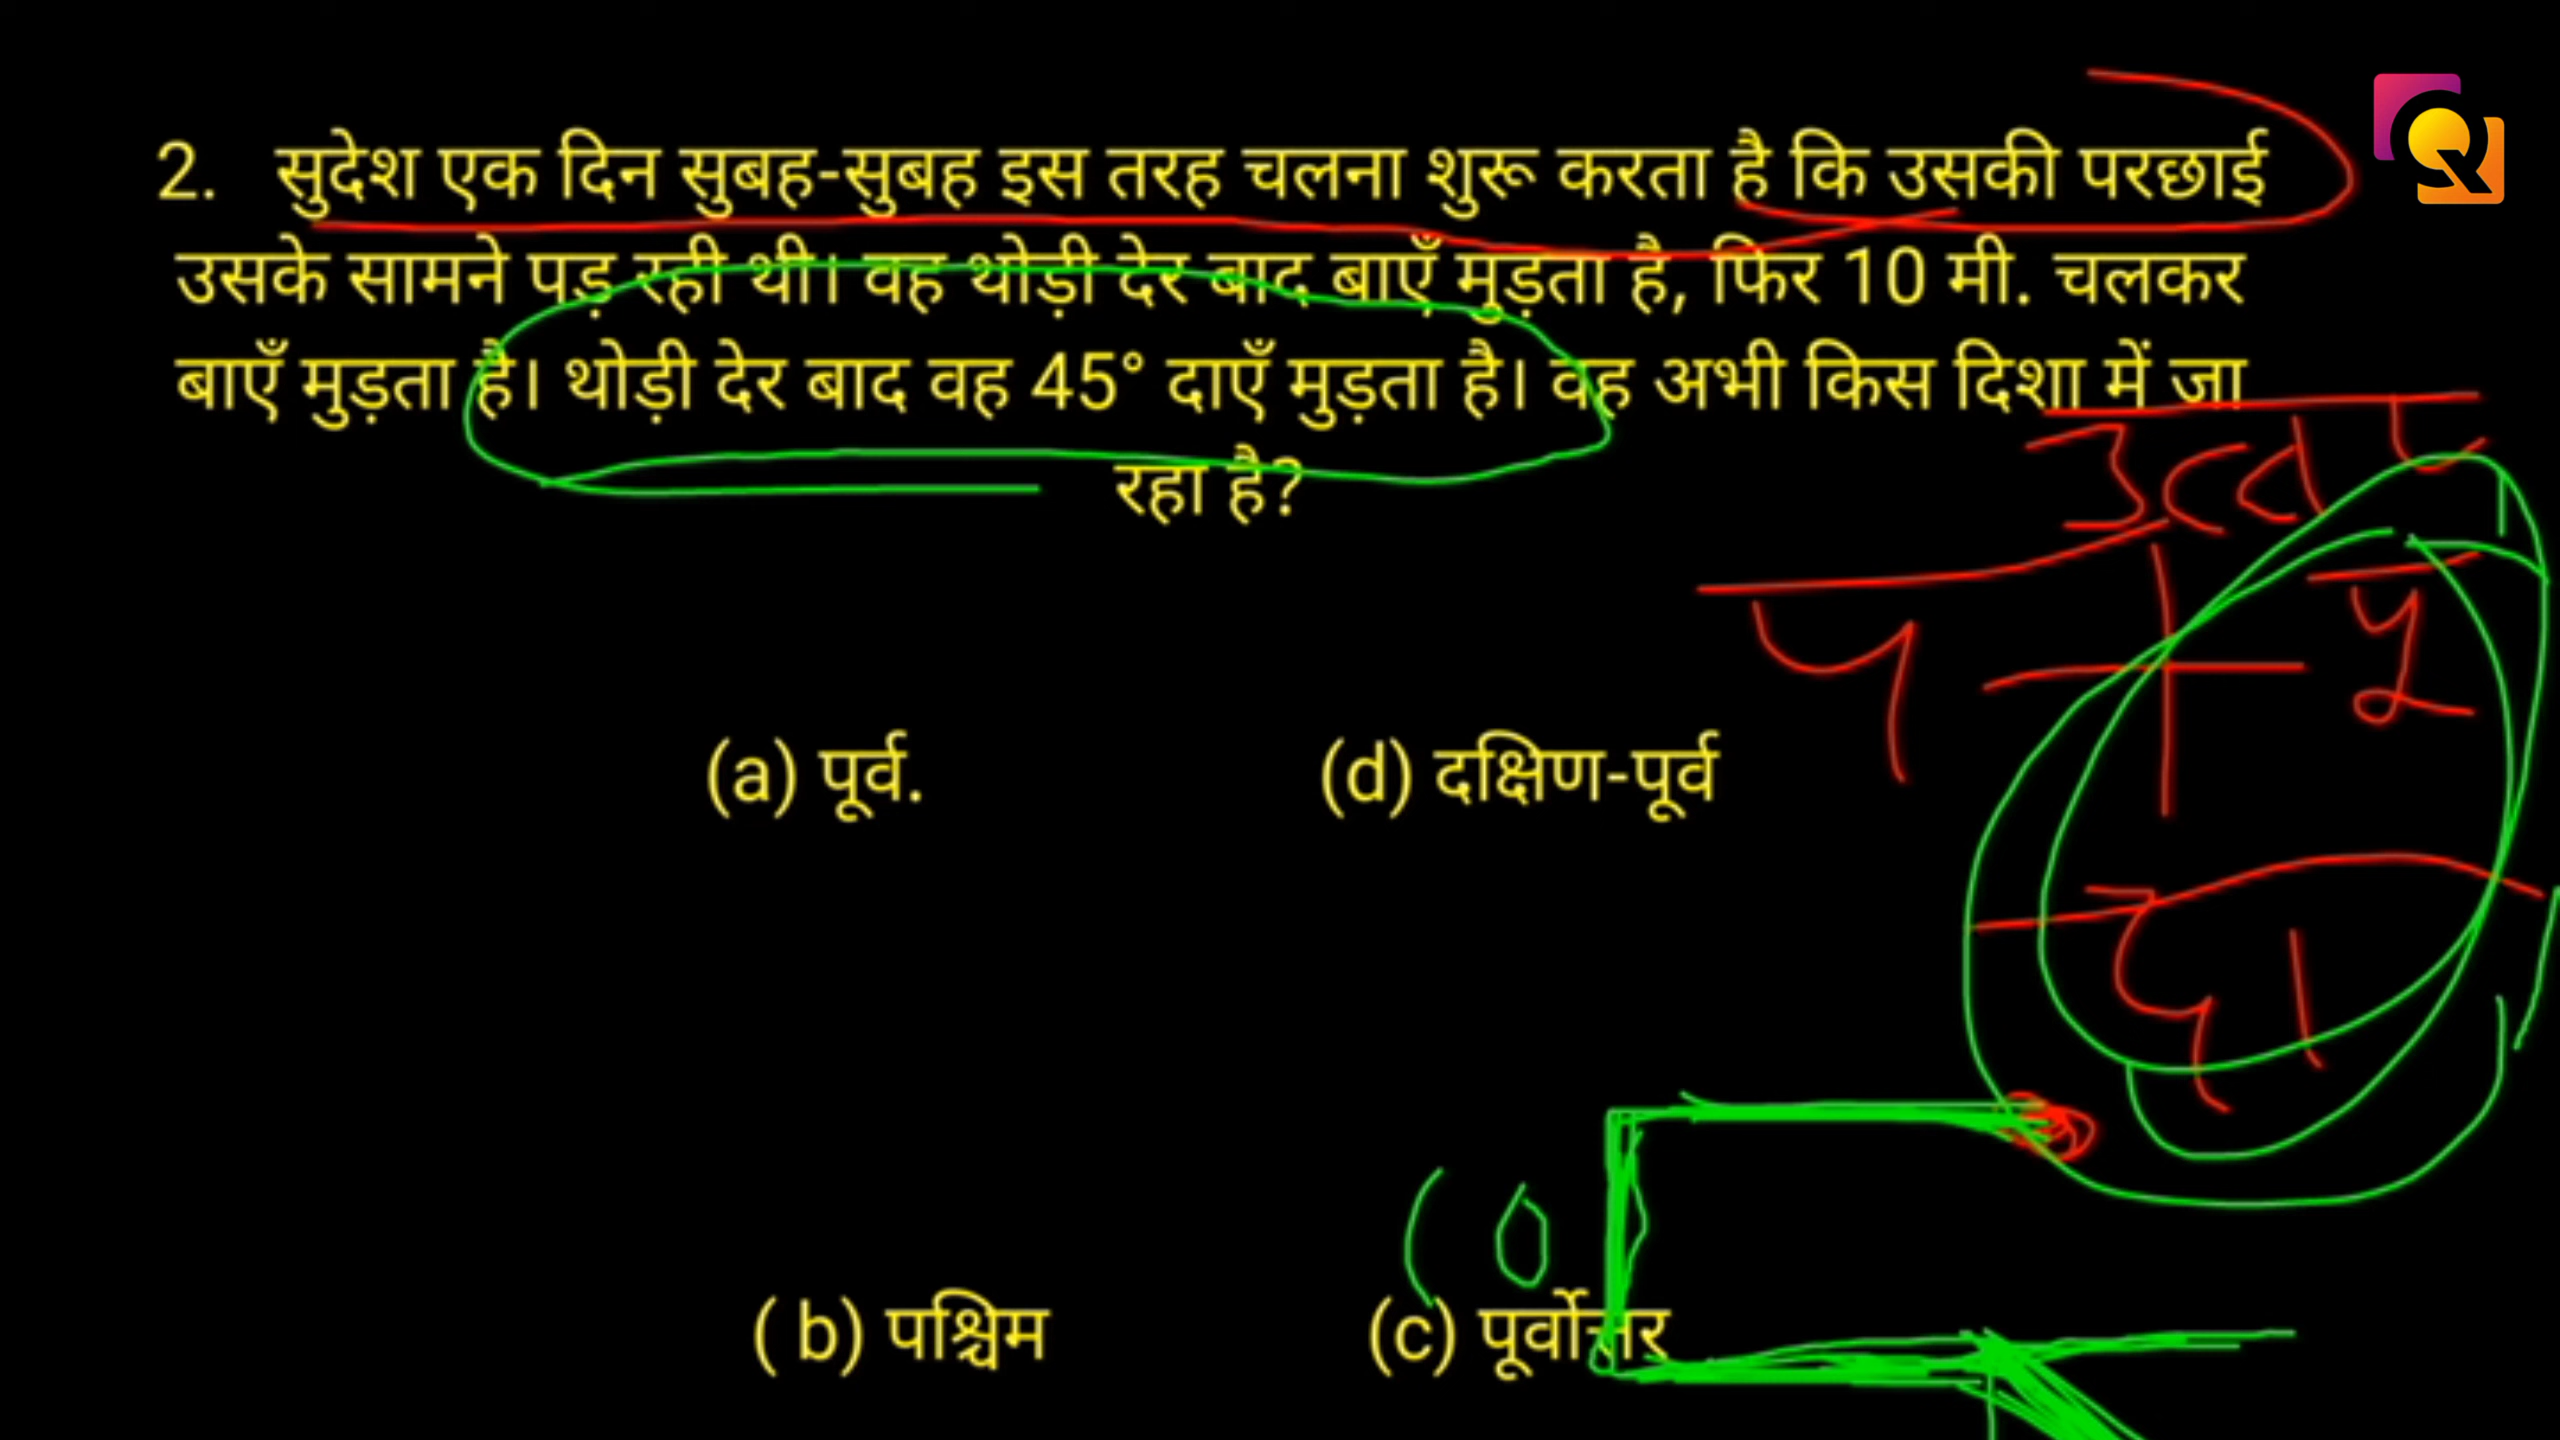 2. सुदेश एक दिन सुबह-सुबह इस तरह चलना शुरू करता है कि उसकी परछाई
उसके सामने पड़ रही थी। वह थोड़ी देर बाद बाएँ मुड़ता है, फिर 10 मी. चलकर
बाएँ मुड़ता है। थोड़ी देर बाद वह 45° दाएँ मुड़ता है। वह अभी किस दिशा में जा
रहा है?
(a) पूर्व. (d) दक्षिण-पूर्व
10
( b) पश्चिम (c) पूर्वोत्तर